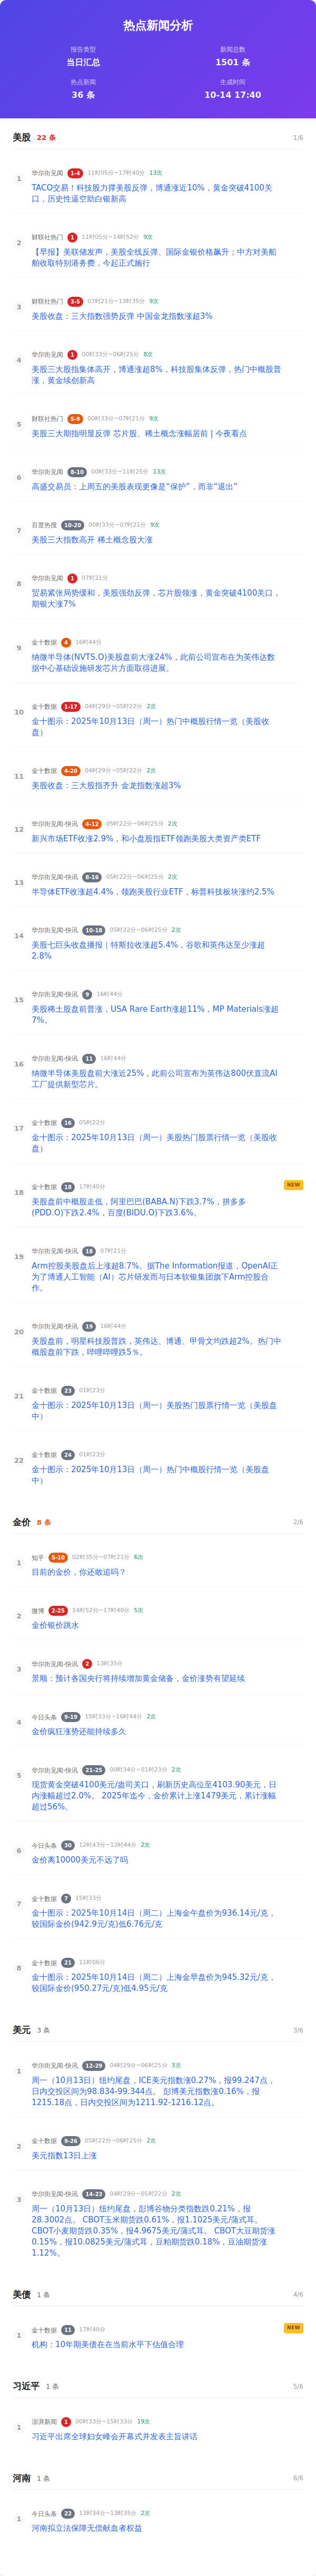 热点新闻分析
报告类型
新闻总数
当日汇总
1501 条
热点新闻
生成时间
36 条
10-14 17:40
美股 22 条 1/6
1
华尔街见闻 1-4 11时05分~17时40分 13次
TACO交易！科技股力撑美股反弹，博通涨近10%，黄金突破4100关
口，历史性逼空助白银新高
2
财联社热门 1 11时05分~14时52分 9次
【早报】美联储发声，美股全线反弹、国际金银价格飙升；中方对美船
舶收取特别港务费，今起正式施行
3
财联社热门 3-5 07时21分~13时35分 9次
美股收盘：三大指数强势反弹 中国金龙指数涨超3%
4
华尔街见闻 1 00时33分~06时25分 8次
美股三大股指集体高开，博通涨超8%，科技股集体反弹，热门中概股普
涨，黄金续创新高
5
财联社热门 5-9 00时33分~07时21分 9次
美股三大期指明显反弹 芯片股、稀土概念涨幅居前 | 今夜看点
6
华尔街见闻 8-10 00时33分~11时25分 13次
高盛交易员：上周五的美股表现更像是“保护”，而非“退出”
7
百度热搜 10-20 00时33分~07时21分 9次
美股三大指数高开 稀土概念股大涨
8
华尔街见闻 1 07时21分
贸易紧张局势缓和，美股强劲反弹，芯片股领涨，黄金突破4100关口，
期银大涨7%
9
金十数据 4 16时44分
纳微半导体(NVTS.O)美股盘前大涨24%，此前公司宣布在为英伟达数
据中心基础设施研发芯片方面取得进展。
10
金十数据 1-17 04时29分~05时22分 2次
金十图示：2025年10月13日（周一）热门中概股行情一览（美股收
盘）
11
金十数据 4-20 04时29分~05时22分 2次
美股收盘：三大股指齐升 金龙指数涨超3%
12
华尔街见闻-快讯 4-12 05时22分~06时25分 2次
新兴市场ETF收涨2.9%，和小盘股指ETF领跑美股大类资产类ETF
13
华尔街见闻-快讯 8-16 05时22分~06时25分 2次
半导体ETF收涨超4.4%，领跑美股行业ETF，标普科技板块涨约2.5%
14
华尔街见闻-快讯 10-18 05时22分~06时25分 2次
美股七巨头收盘播报｜特斯拉收涨超5.4%，谷歌和英伟达至少涨超
2.8%
15
华尔街见闻-快讯 9 16时44分
美股稀土股盘前普涨，USA Rare Earth涨超11%，MP Materials涨超
7%。
16
华尔街见闻-快讯 11 16时44分
纳微半导体美股盘前大涨近25%，此前公司宣布为英伟达800伏直流AI
工厂提供新型芯片。
17
金十数据 16 05时22分
金十图示：2025年10月13日（周一）美股热门股票行情一览（美股收
盘）
18
金十数据 18 17时40分 NEW
美股盘前中概股走低，阿里巴巴(BABA.N)下跌3.7%，拼多多
(PDD.O)下跌2.4%，百度(BIDU.O)下跌3.6%。
19
华尔街见闻-快讯 18 07时21分
Arm控股美股盘后上涨超8.7%。据The Information报道，OpenAI正
为了博通人工智能（AI）芯片研发而与日本软银集团旗下Arm控股合
作。
20
华尔街见闻-快讯 19 16时44分
美股盘前，明星科技股普跌，英伟达、博通、甲骨文均跌超2%。热门中
概股盘前下跌，哔哩哔哩跌5％。
21
金十数据 23 01时23分
金十图示：2025年10月13日（周一）美股热门股票行情一览（美股盘
中）
22
金十数据 24 01时23分
金十图示：2025年10月13日（周一）热门中概股行情一览（美股盘
中）
金价 8 条 2/6
1
知乎 5-10 02时35分~07时21分 6次
目前的金价，你还敢追吗？
2
微博 2-25 14时52分~17时40分 5次
金价银价跳水
3
华尔街见闻-快讯 2 13时35分
景顺：预计各国央行将持续增加黄金储备，金价涨势有望延续
4
今日头条 9-19 15时33分~16时44分 2次
金价疯狂涨势还能持续多久
5
华尔街见闻-快讯 21-25 00时34分~01时23分 2次
现货黄金突破4100美元/盎司关口，刷新历史高位至4103.90美元，日
内涨幅超过2.0%。 2025年迄今，金价累计上涨1479美元，累计涨幅
超过56%。
6
今日头条 30 12时43分~12时44分 2次
金价离10000美元不远了吗
7
金十数据 7 15时33分
金十图示：2025年10月14日（周二）上海金午盘价为936.14元/克，
较国际金价(942.9元/克)低6.76元/克
8
金十数据 21 11时06分
金十图示：2025年10月14日（周二）上海金早盘价为945.32元/克，
较国际金价(950.27元/克)低4.95元/克
美元 3 条 3/6
1
华尔街见闻-快讯 12-29 04时29分~06时25分 3次
周一（10月13日）纽约尾盘，ICE美元指数涨0.27%，报99.247点，
日内交投区间为98.834-99.344点。 彭博美元指数涨0.16%，报
1215.18点，日内交投区间为1211.92-1216.12点。
2
金十数据 9-26 05时22分~06时25分 2次
美元指数13日上涨
3
华尔街见闻-快讯 14-23 04时29分~05时22分 2次
周一（10月13日）纽约尾盘，彭博谷物分类指数跌0.21%，报
28.3002点。 CBOT玉米期货跌0.61%，报1.1025美元/蒲式耳。
CBOT小麦期货跌0.35%，报4.9675美元/蒲式耳。 CBOT大豆期货涨
0.15%，报10.0825美元/蒲式耳，豆粕期货跌0.18%，豆油期货涨
1.12%。
美债 1 条 4/6
1
金十数据 11 17时40分 NEW
机构：10年期美债在在当前水平下估值合理
习近平 1 条 5/6
1
澎湃新闻 1 00时33分~15时33分 19次
习近平出席全球妇女峰会开幕式并发表主旨讲话
河南 1 条 6/6
1
今日头条 22 13时34分~13时35分 2次
河南拟立法保障无偿献血者权益